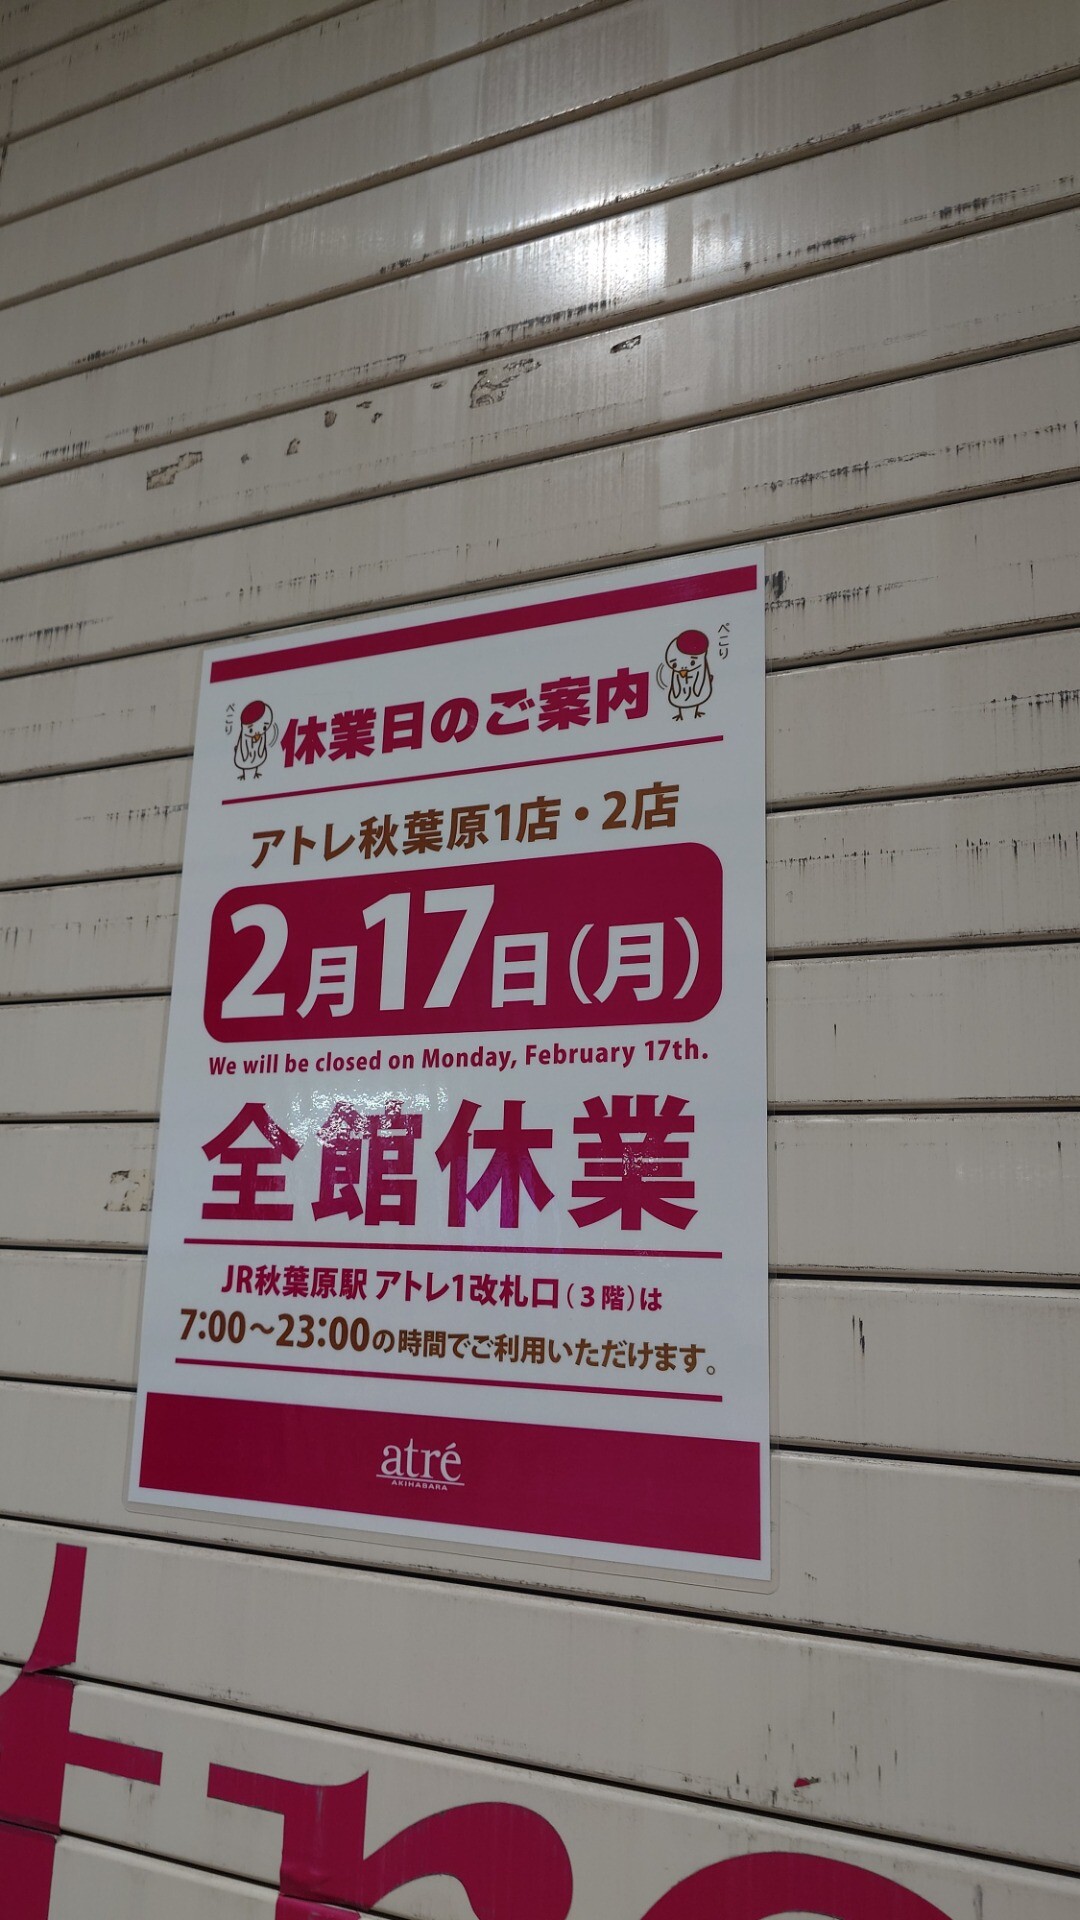 ぺこり
ぺこり
トリ
トリ
休業日のご案内
アトレ秋葉原1店・2店
2月17日(月)
We will be closed on Monday, February 17th.
全館休業
JR秋葉原駅 アトレ1改札口(3階)は
7:00～23:00の時間でご利用いただけます。
atré
AKIHABARA